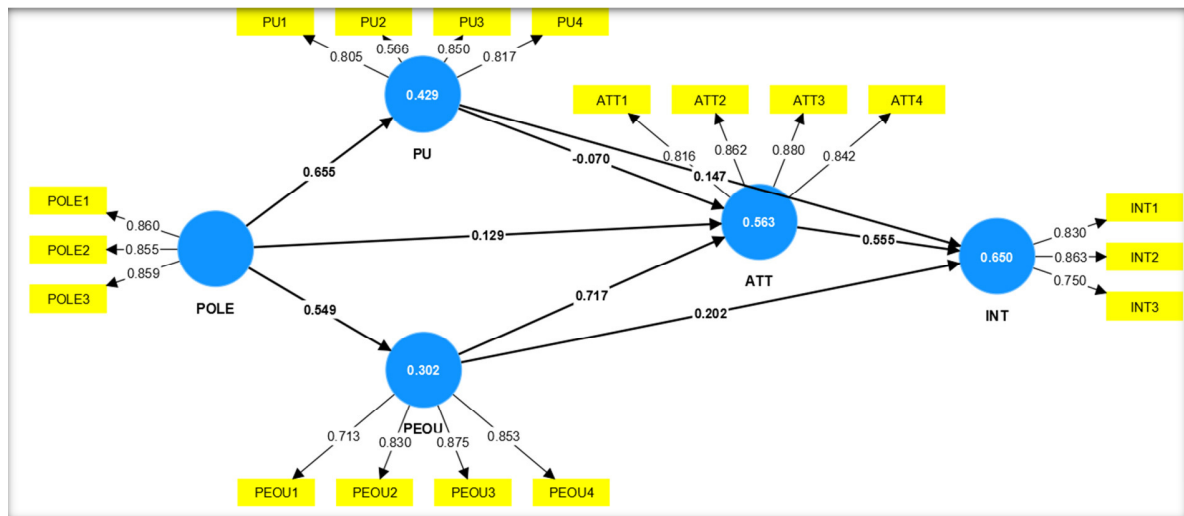 PU1 PU2 PU3 PU4
0.805 0.566 0.850 0.817
0.429
PU
ATT1 ATT2 ATT3 ATT4
0.816 0.862 0.880 0.842
0.655
-0.070
0.147
POLE1
POLE2
POLE3
0.860
0.855
0.859
POLE
0.129
0.563
ATT
0.555
0.650
INT
0.830
0.863
0.750
INT1
INT2
INT3
0.549
0.717
0.202
0.302
PEOU
0.713 0.830 0.875 0.853
PEOU1 PEOU2 PEOU3 PEOU4